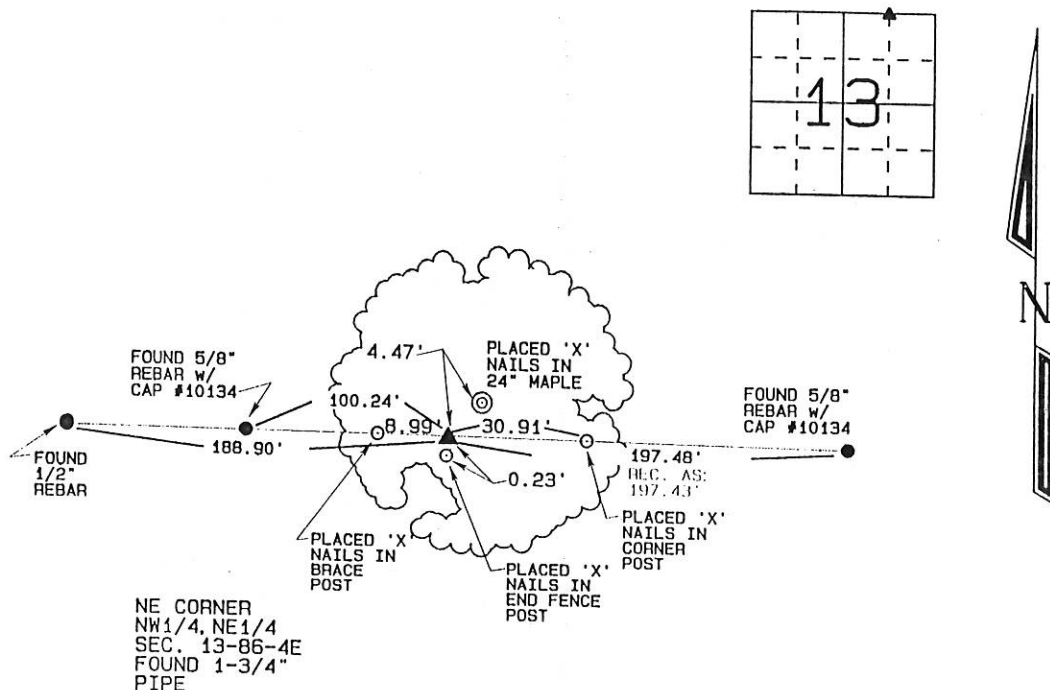 13
N
4.47'
PLACED 'X'
NAILS IN
24" MAPLE
FOUND 5/8"
REBAR W/
CAP #10134
FOUND 5/8"
REBAR W/
CAP #10134
100.24'
8.99'
30.91'
188.90'
197.48'
REC. AS:
197.43'
FOUND
1/2"
REBAR
0.23'
PLACED 'X'
NAILS IN
BRACE
POST
PLACED 'X'
NAILS IN
END FENCE
POST
PLACED 'X'
NAILS IN
CORNER
POST
NE CORNER
NW1/4, NE1/4
SEC. 13-86-4E
FOUND 1-3/4"
PIPE